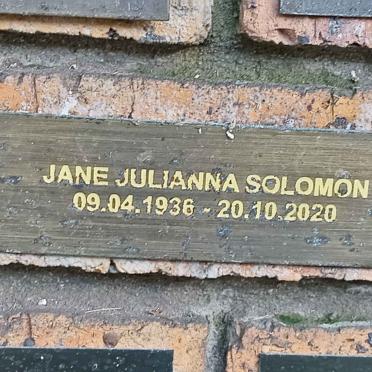 JANE JULIANNA SOLOMON
09.04.1936 - 20.10.2020